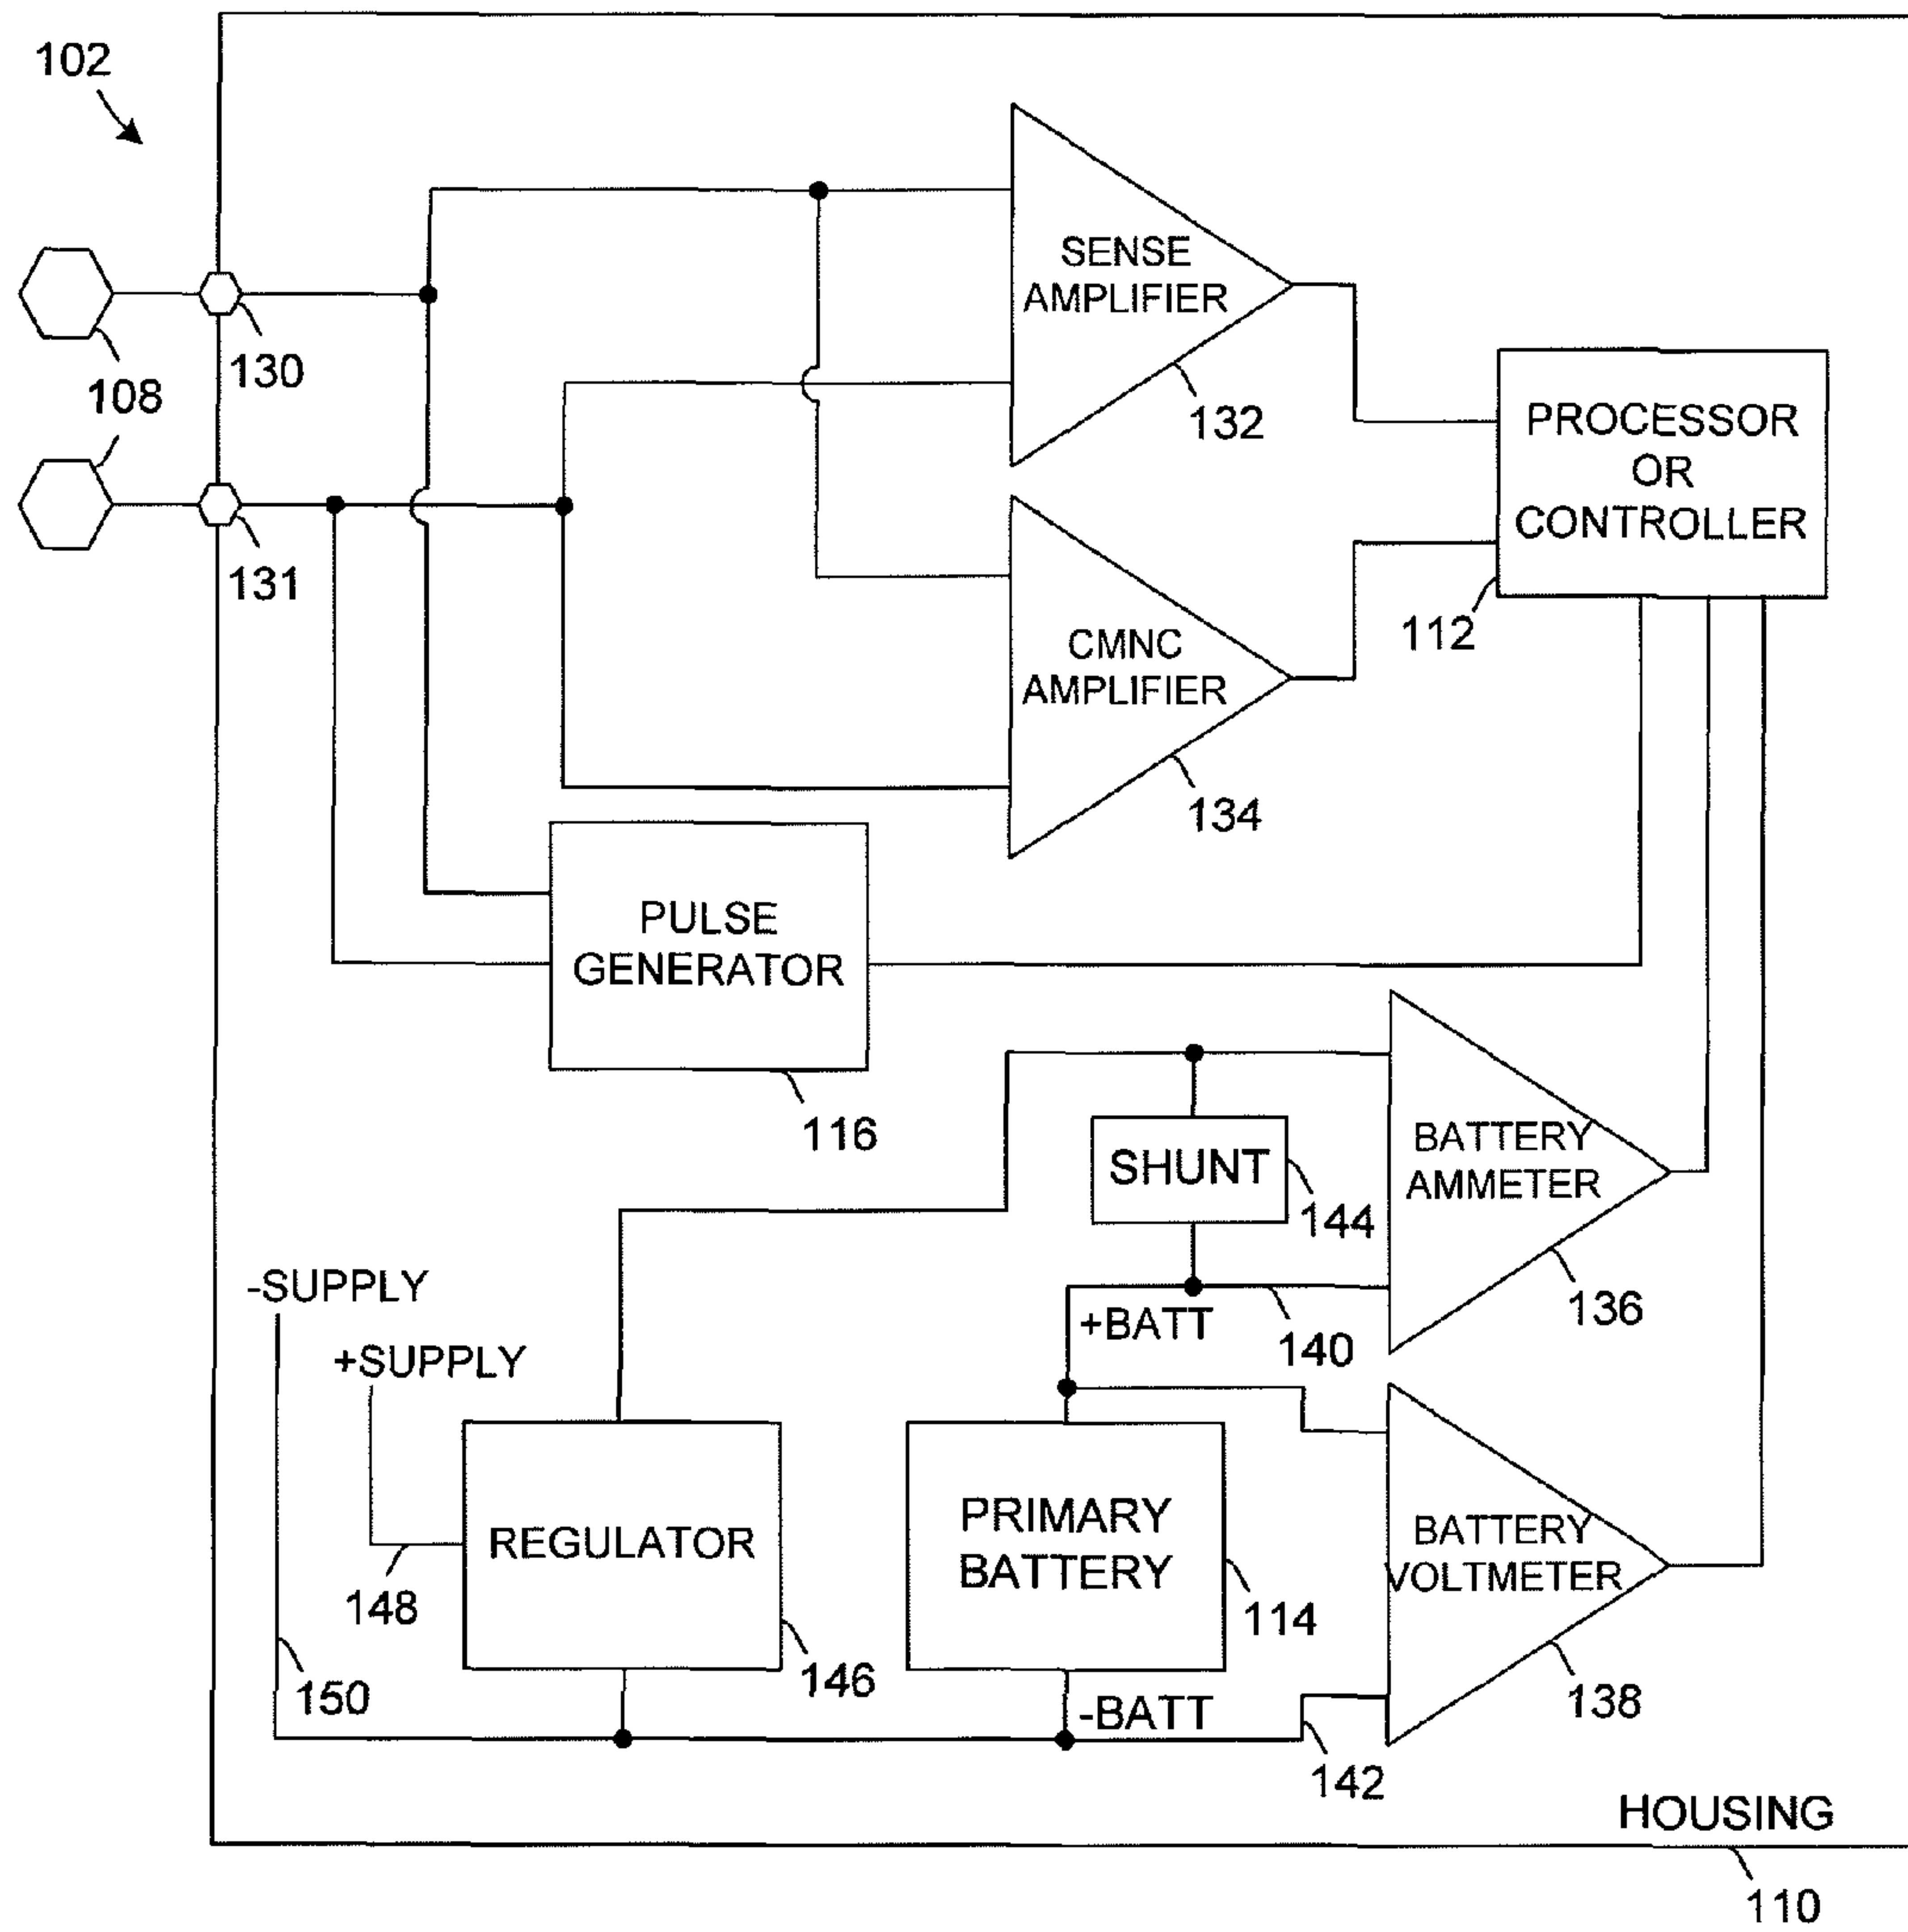 102
SENSE
AMPLIFIER
130
108
132
PROCESSOR
OR
CONTROLLER
131
112
CMNC
AMPLIFIER
134
PULSE
GENERATOR
116
BATTERY
AMMETER
SHUNT
144
-SUPPLY
136
+BATT
140
+SUPPLY
REGULATOR
PRIMARY
BATTERY
BATTERY
VOLTMETER
148
114
150
146
-BATT
138
142
HOUSING
110